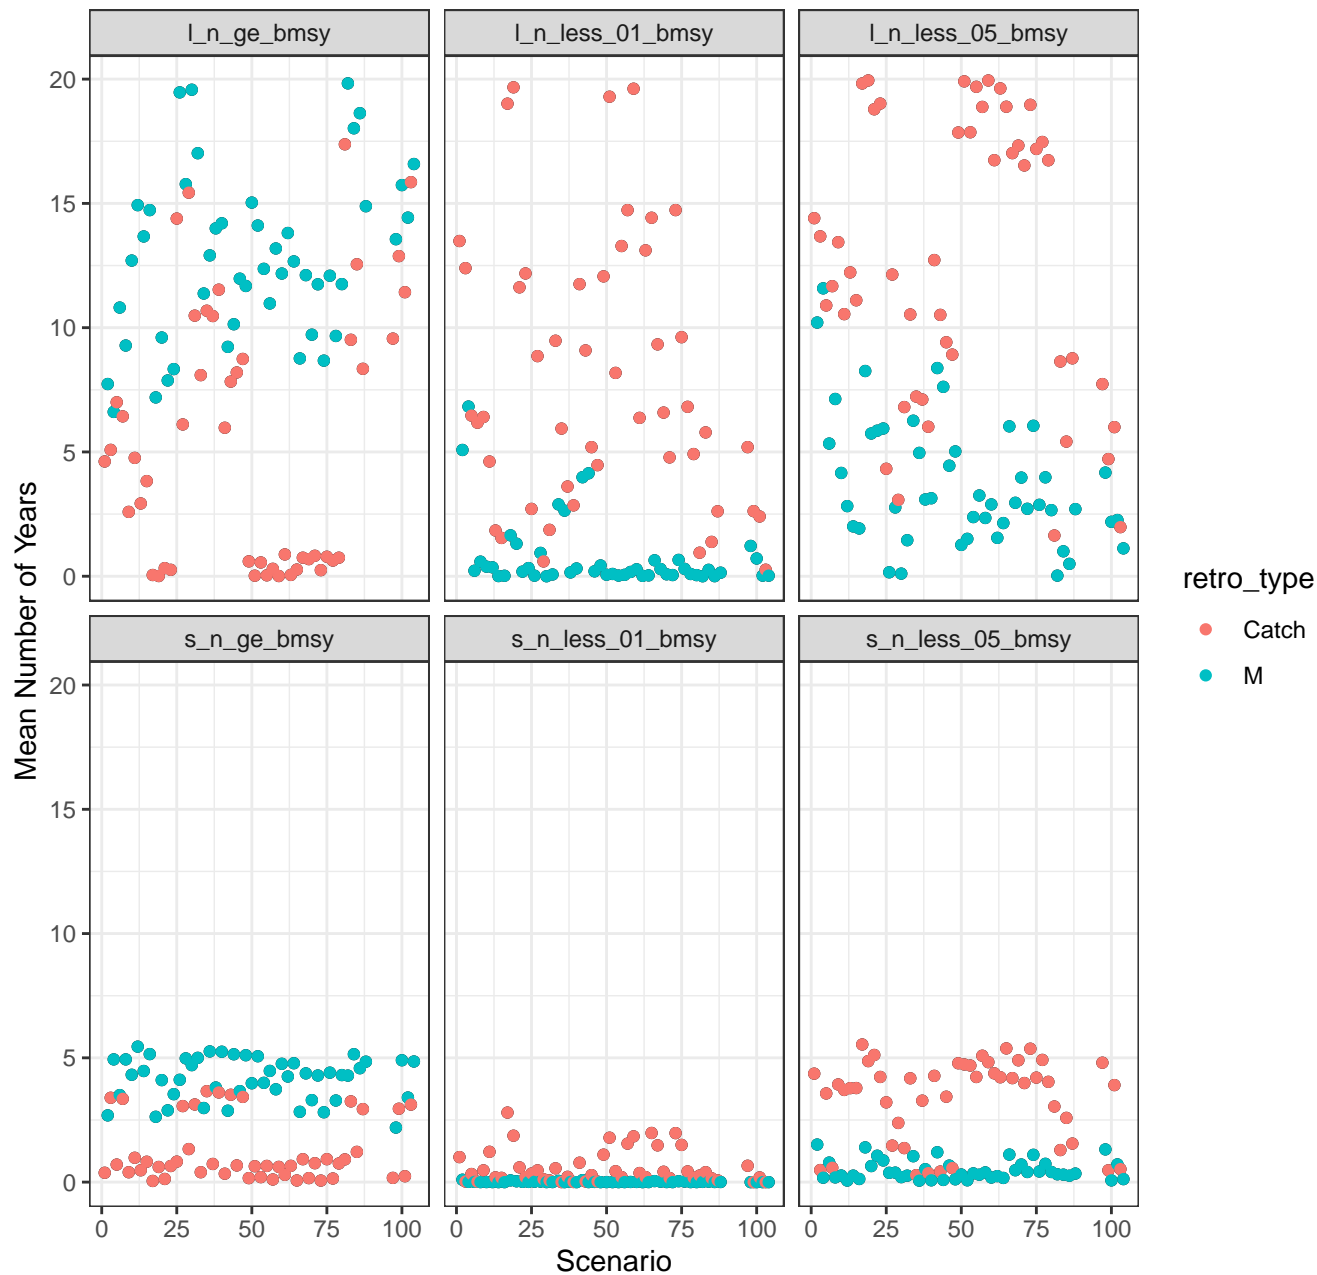 l_n_ge_bmsy
l_n_less_01_bmsy
l_n_less_05_bmsy
20
15
10
5
0
s_n_ge_bmsy
s_n_less_01_bmsy
s_n_less_05_bmsy
20
15
10
5
0
0 25 50 75 100
0 25 50 75 100
0 25 50 75 100
Scenario
Mean Number of Years
retro_type
Catch
M